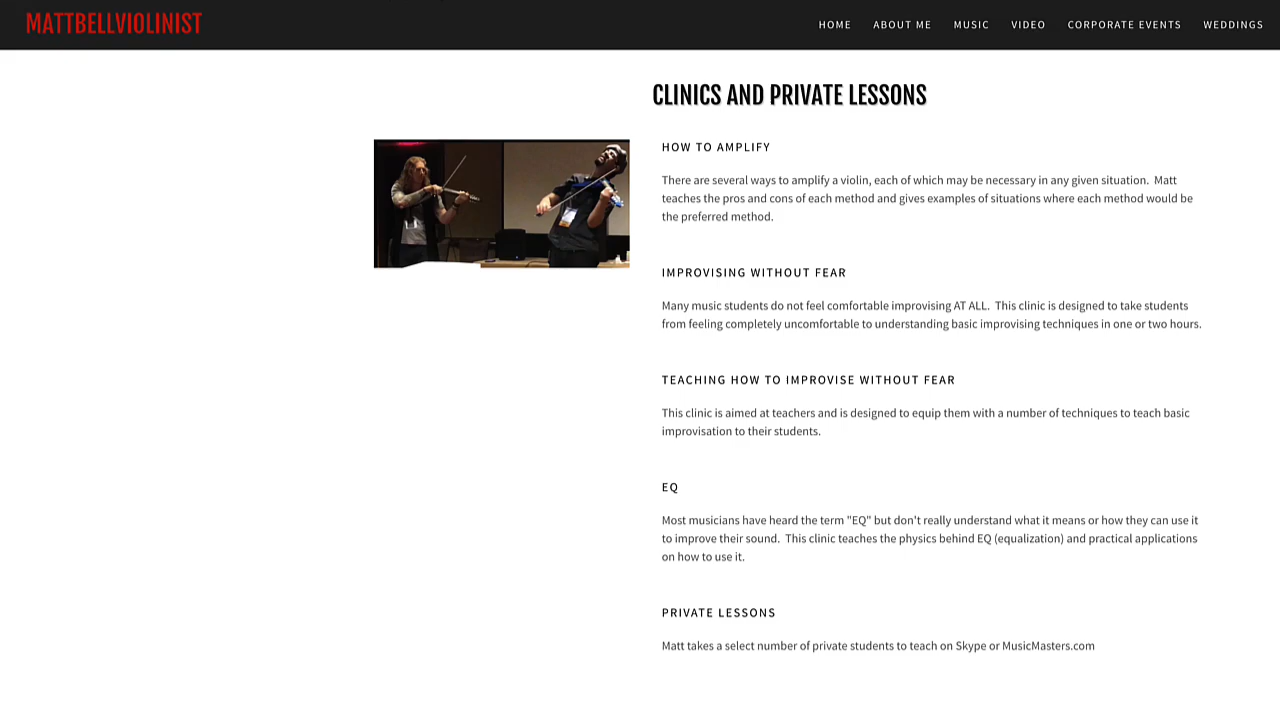 MATTBELLVIOLINIST
HOME ABOUT ME MUSIC VIDEO CORPORATE EVENTS WEDDINGS
CLINICS AND PRIVATE LESSONS
HOW TO AMPLIFY
There are several ways to amplify a violin, each of which may be necessary in any given situation.  Matt
teaches the pros and cons of each method and gives examples of situations where each method would be
the preferred method.
IMPROVISING WITHOUT FEAR
Many music students do not feel comfortable improvising AT ALL.  This clinic is designed to take students
from feeling completely uncomfortable to understanding basic improvising techniques in one or two hours.
TEACHING HOW TO IMPROVISE WITHOUT FEAR
This clinic is aimed at teachers and is designed to equip them with a number of techniques to teach basic
improvisation to their students.
EQ
Most musicians have heard the term "EQ" but don't really understand what it means or how they can use it
to improve their sound.  This clinic teaches the physics behind EQ (equalization) and practical applications
on how to use it.
PRIVATE LESSONS
Matt takes a select number of private students to teach on Skype or MusicMasters.com